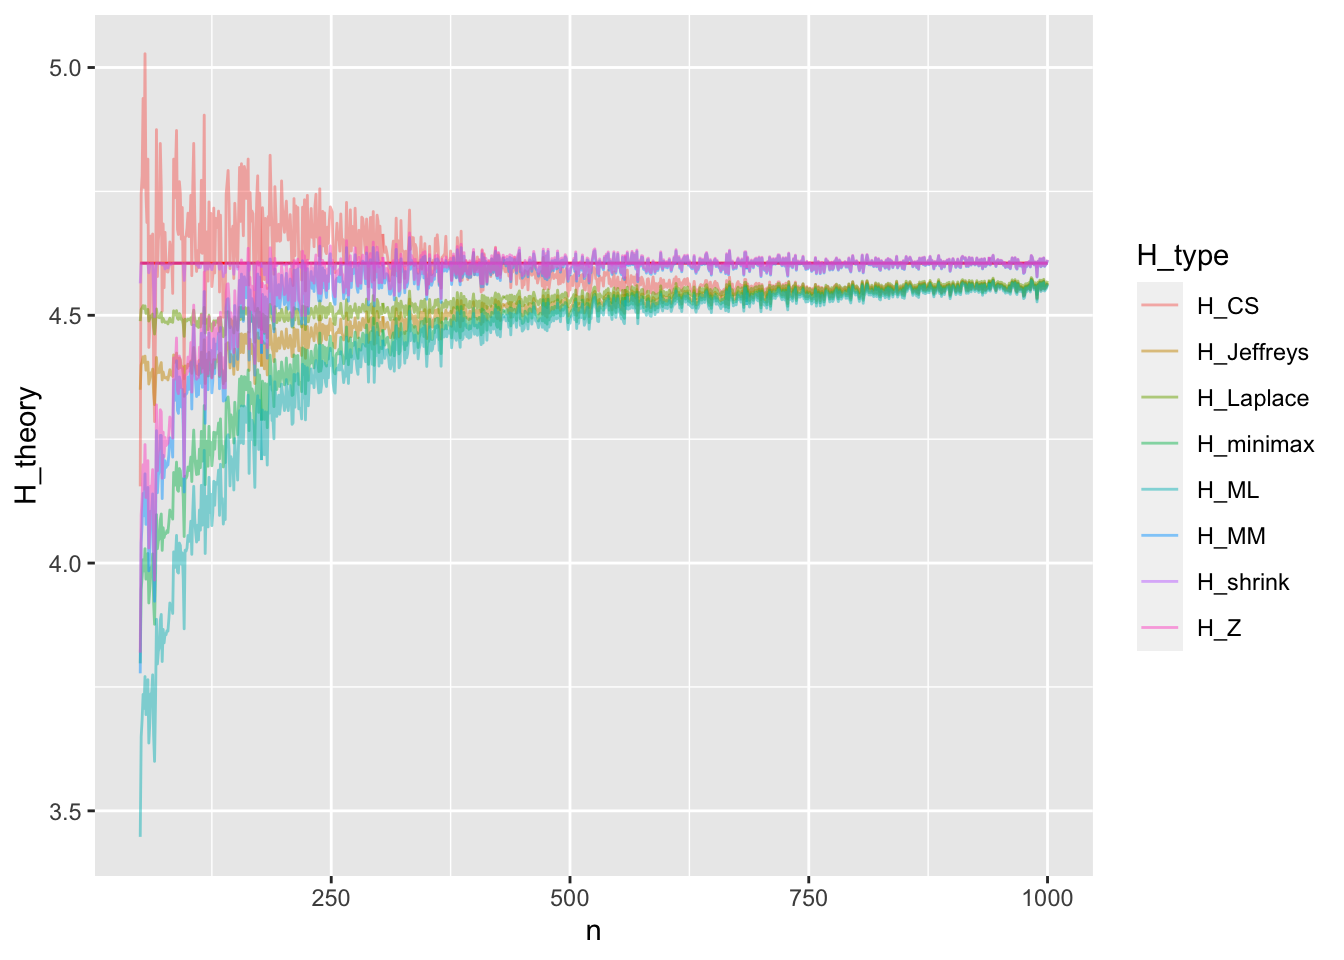 5.0
4.5
4.0
3.5
H_theory
250
500
750
1000
n
H_type
H_CS
H_Jeffreys
H_Laplace
H_minimax
H_ML
H_MM
H_shrink
H_Z